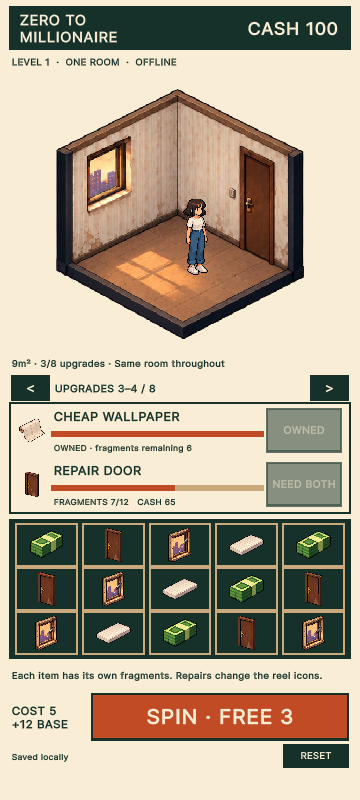 ZERO TO
MILLIONAIRE
CASH 100
LEVEL 1 · ONE ROOM · OFFLINE
9m² · 3/8 upgrades · Same room throughout
< UPGRADES 3–4 / 8 >
CHEAP WALLPAPER
OWNED
OWNED · fragments remaining 6
REPAIR DOOR
NEED BOTH
FRAGMENTS 7/12 CASH 65
Each item has its own fragments. Repairs change the reel icons.
COST 5
+12 BASE
SPIN · FREE 3
Saved locally
RESET